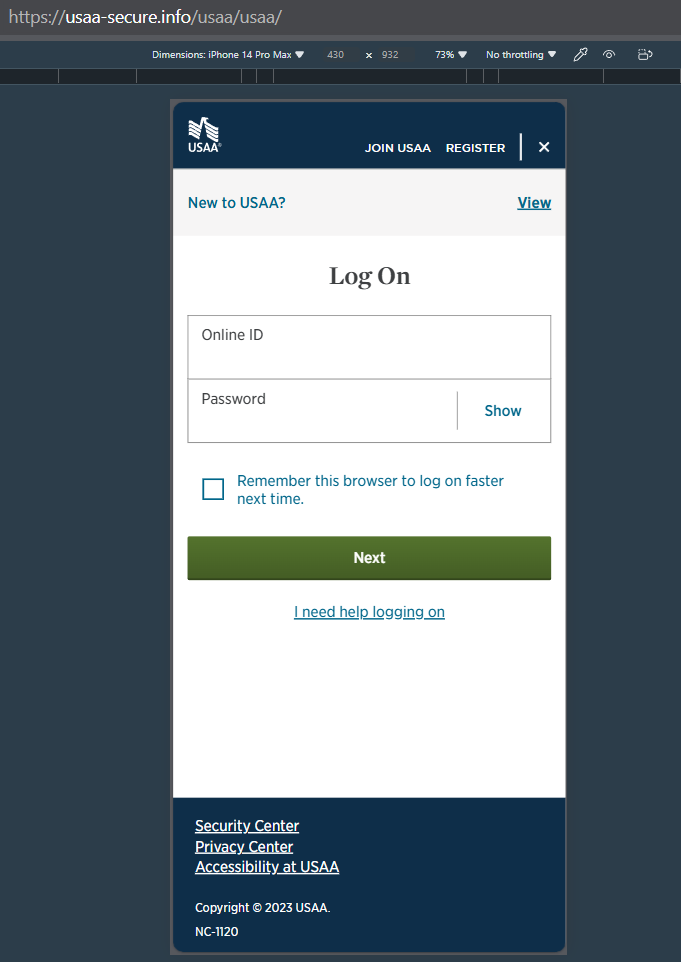 https://usaa-secure.info/usaa/usaa/
Dimensions: iPhone 14 Pro Max ▼ 430 x 932 73% ▼ No throttling ▼
USAA®
JOIN USAA REGISTER
New to USAA? View
Log On
Online ID
Password Show
Remember this browser to log on faster
next time.
Next
I need help logging on
Security Center
Privacy Center
Accessibility at USAA
Copyright © 2023 USAA.
NC-1120